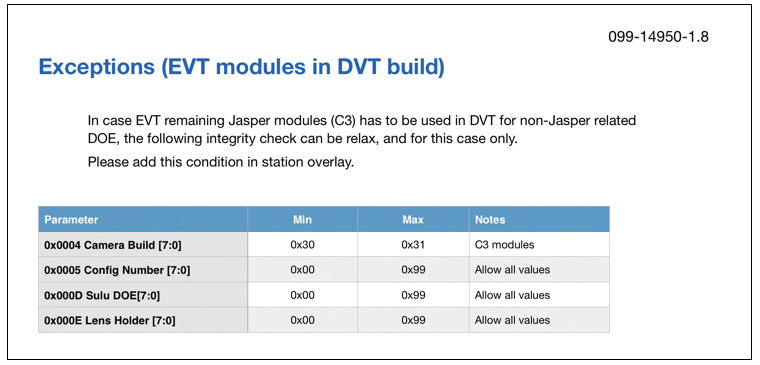 099-14950-1.8
Exceptions (EVT modules in DVT build)
In case EVT remaining Jasper modules (C3) has to be used in DVT for non-Jasper related
DOE, the following integrity check can be relax, and for this case only.
Please add this condition in station overlay.
Parameter Min Max Notes
0x0004 Camera Build [7:0] 0x30 0x31 C3 modules
0x0005 Config Number [7:0] 0x00 0x99 Allow all values
0x000D Sulu DOE[7:0] 0x00 0x99 Allow all values
0x000E Lens Holder [7:0] 0x00 0x99 Allow all values